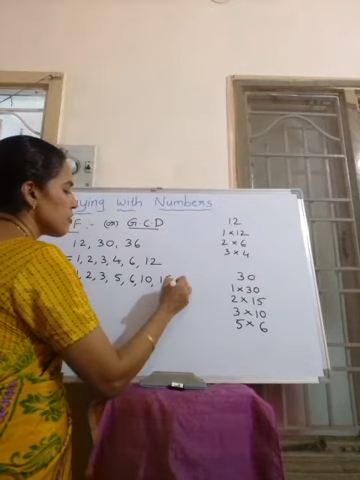 ying with Numbers
F :- (or) G.C.D
12, 30, 36
= 1, 2, 3, 4, 6, 12
1, 2, 3, 5, 6, 10, 15
12
1 × 12
2 × 6
3 × 4
30
1 × 30
2 × 15
3 × 10
5 × 6